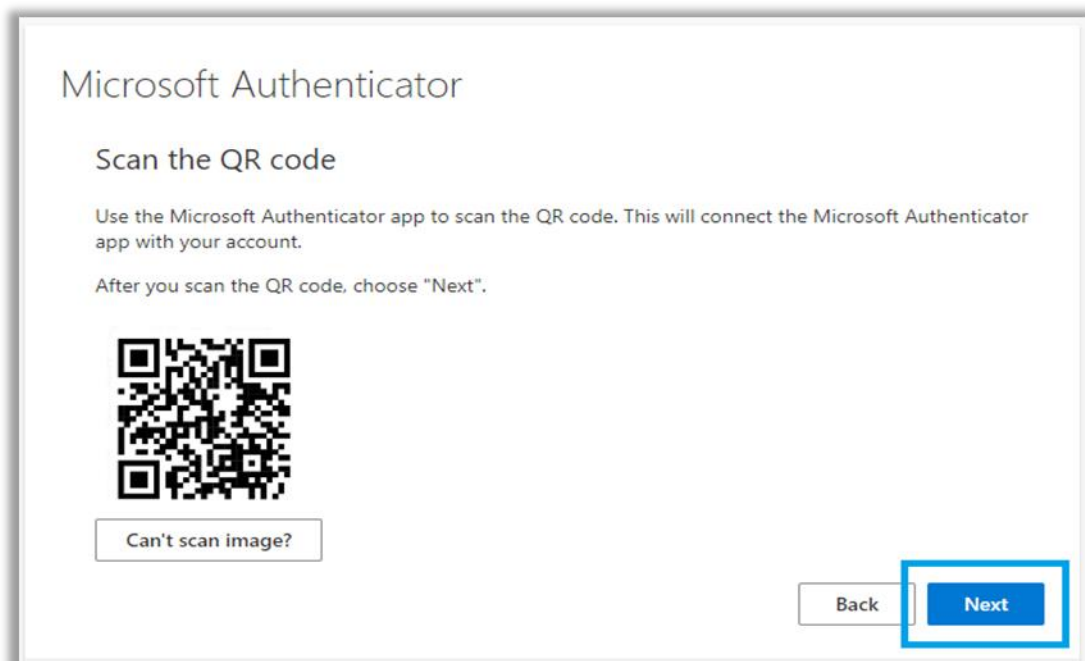 Microsoft Authenticator
Scan the QR code
Use the Microsoft Authenticator app to scan the QR code. This will connect the Microsoft Authenticator
app with your account.
After you scan the QR code, choose "Next".
Can't scan image?
Back
Next